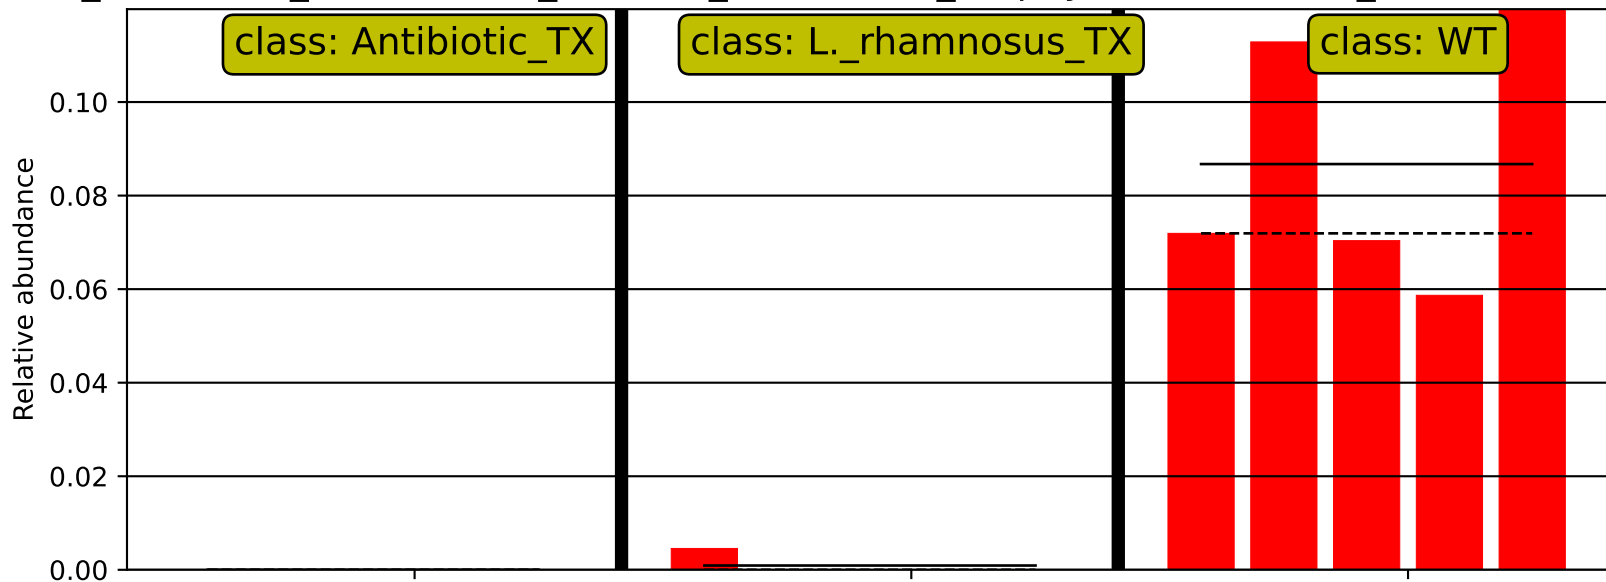 class: Antibiotic_TX
class: L._rhamnosus_TX
class: WT
Relative abundance
0.10
0.08
0.06
0.04
0.02
0.00